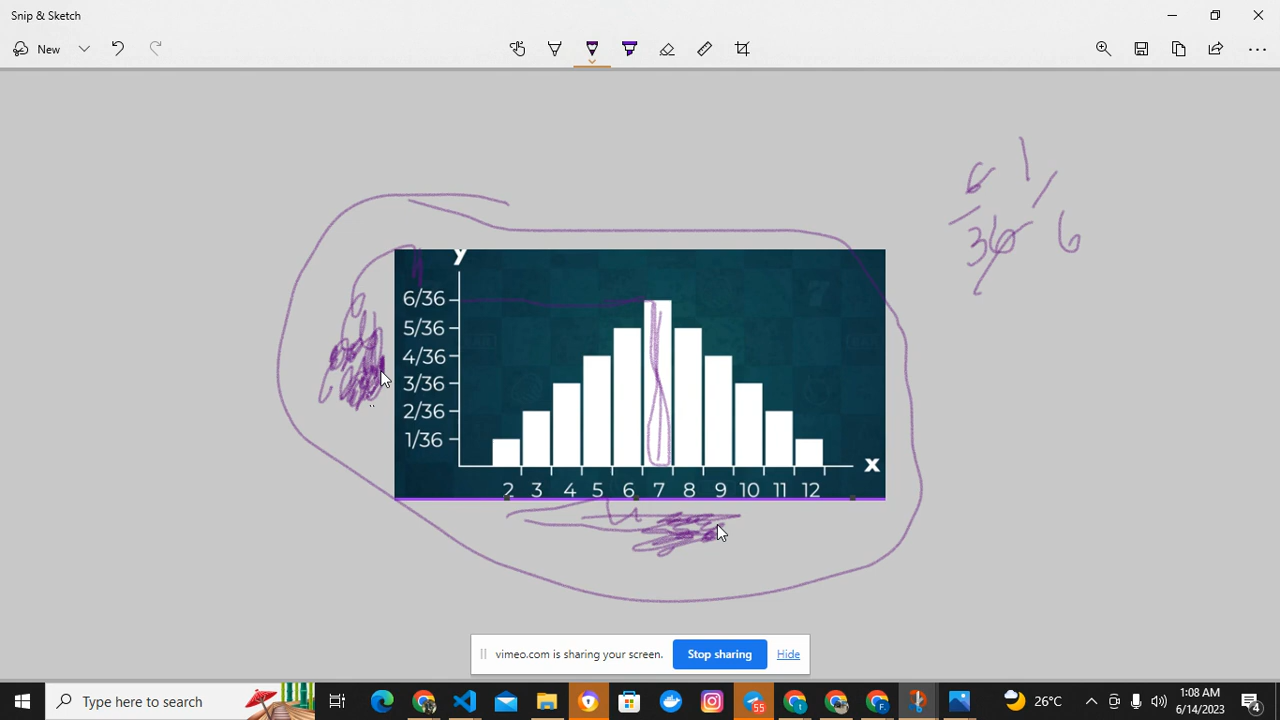 Snip & Sketch
New
6 1
36 6
y
6/36
5/36
4/36
3/36
2/36
1/36
x
2 3 4 5 6 7 8 9 10 11 12
vimeo.com is sharing your screen. Stop sharing Hide
Type here to search
55
26°C
1:08 AM
6/14/2023
4